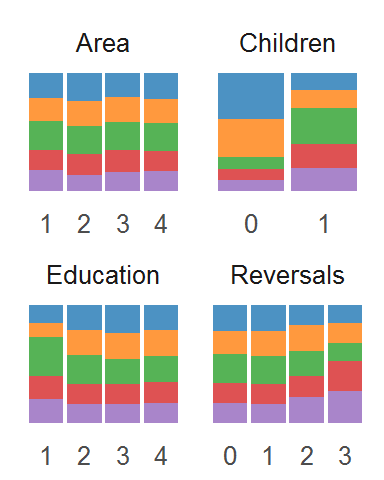 Area Children
1 2 3 4 0 1
Education Reversals
1 2 3 4 0 1 2 3